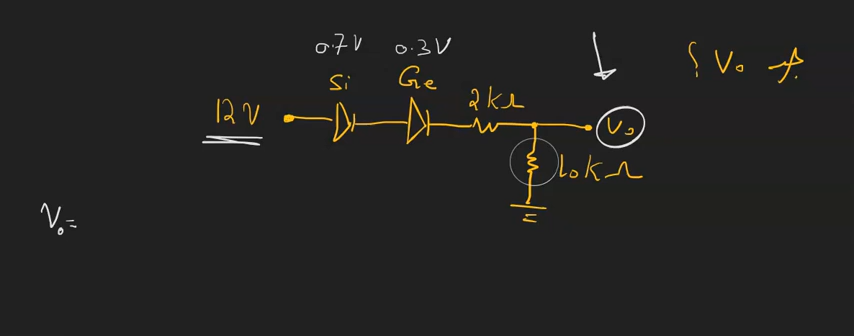 0.7V 0.3V
Si Ge
12V 2kΩ V₀
10kΩ
V₀=